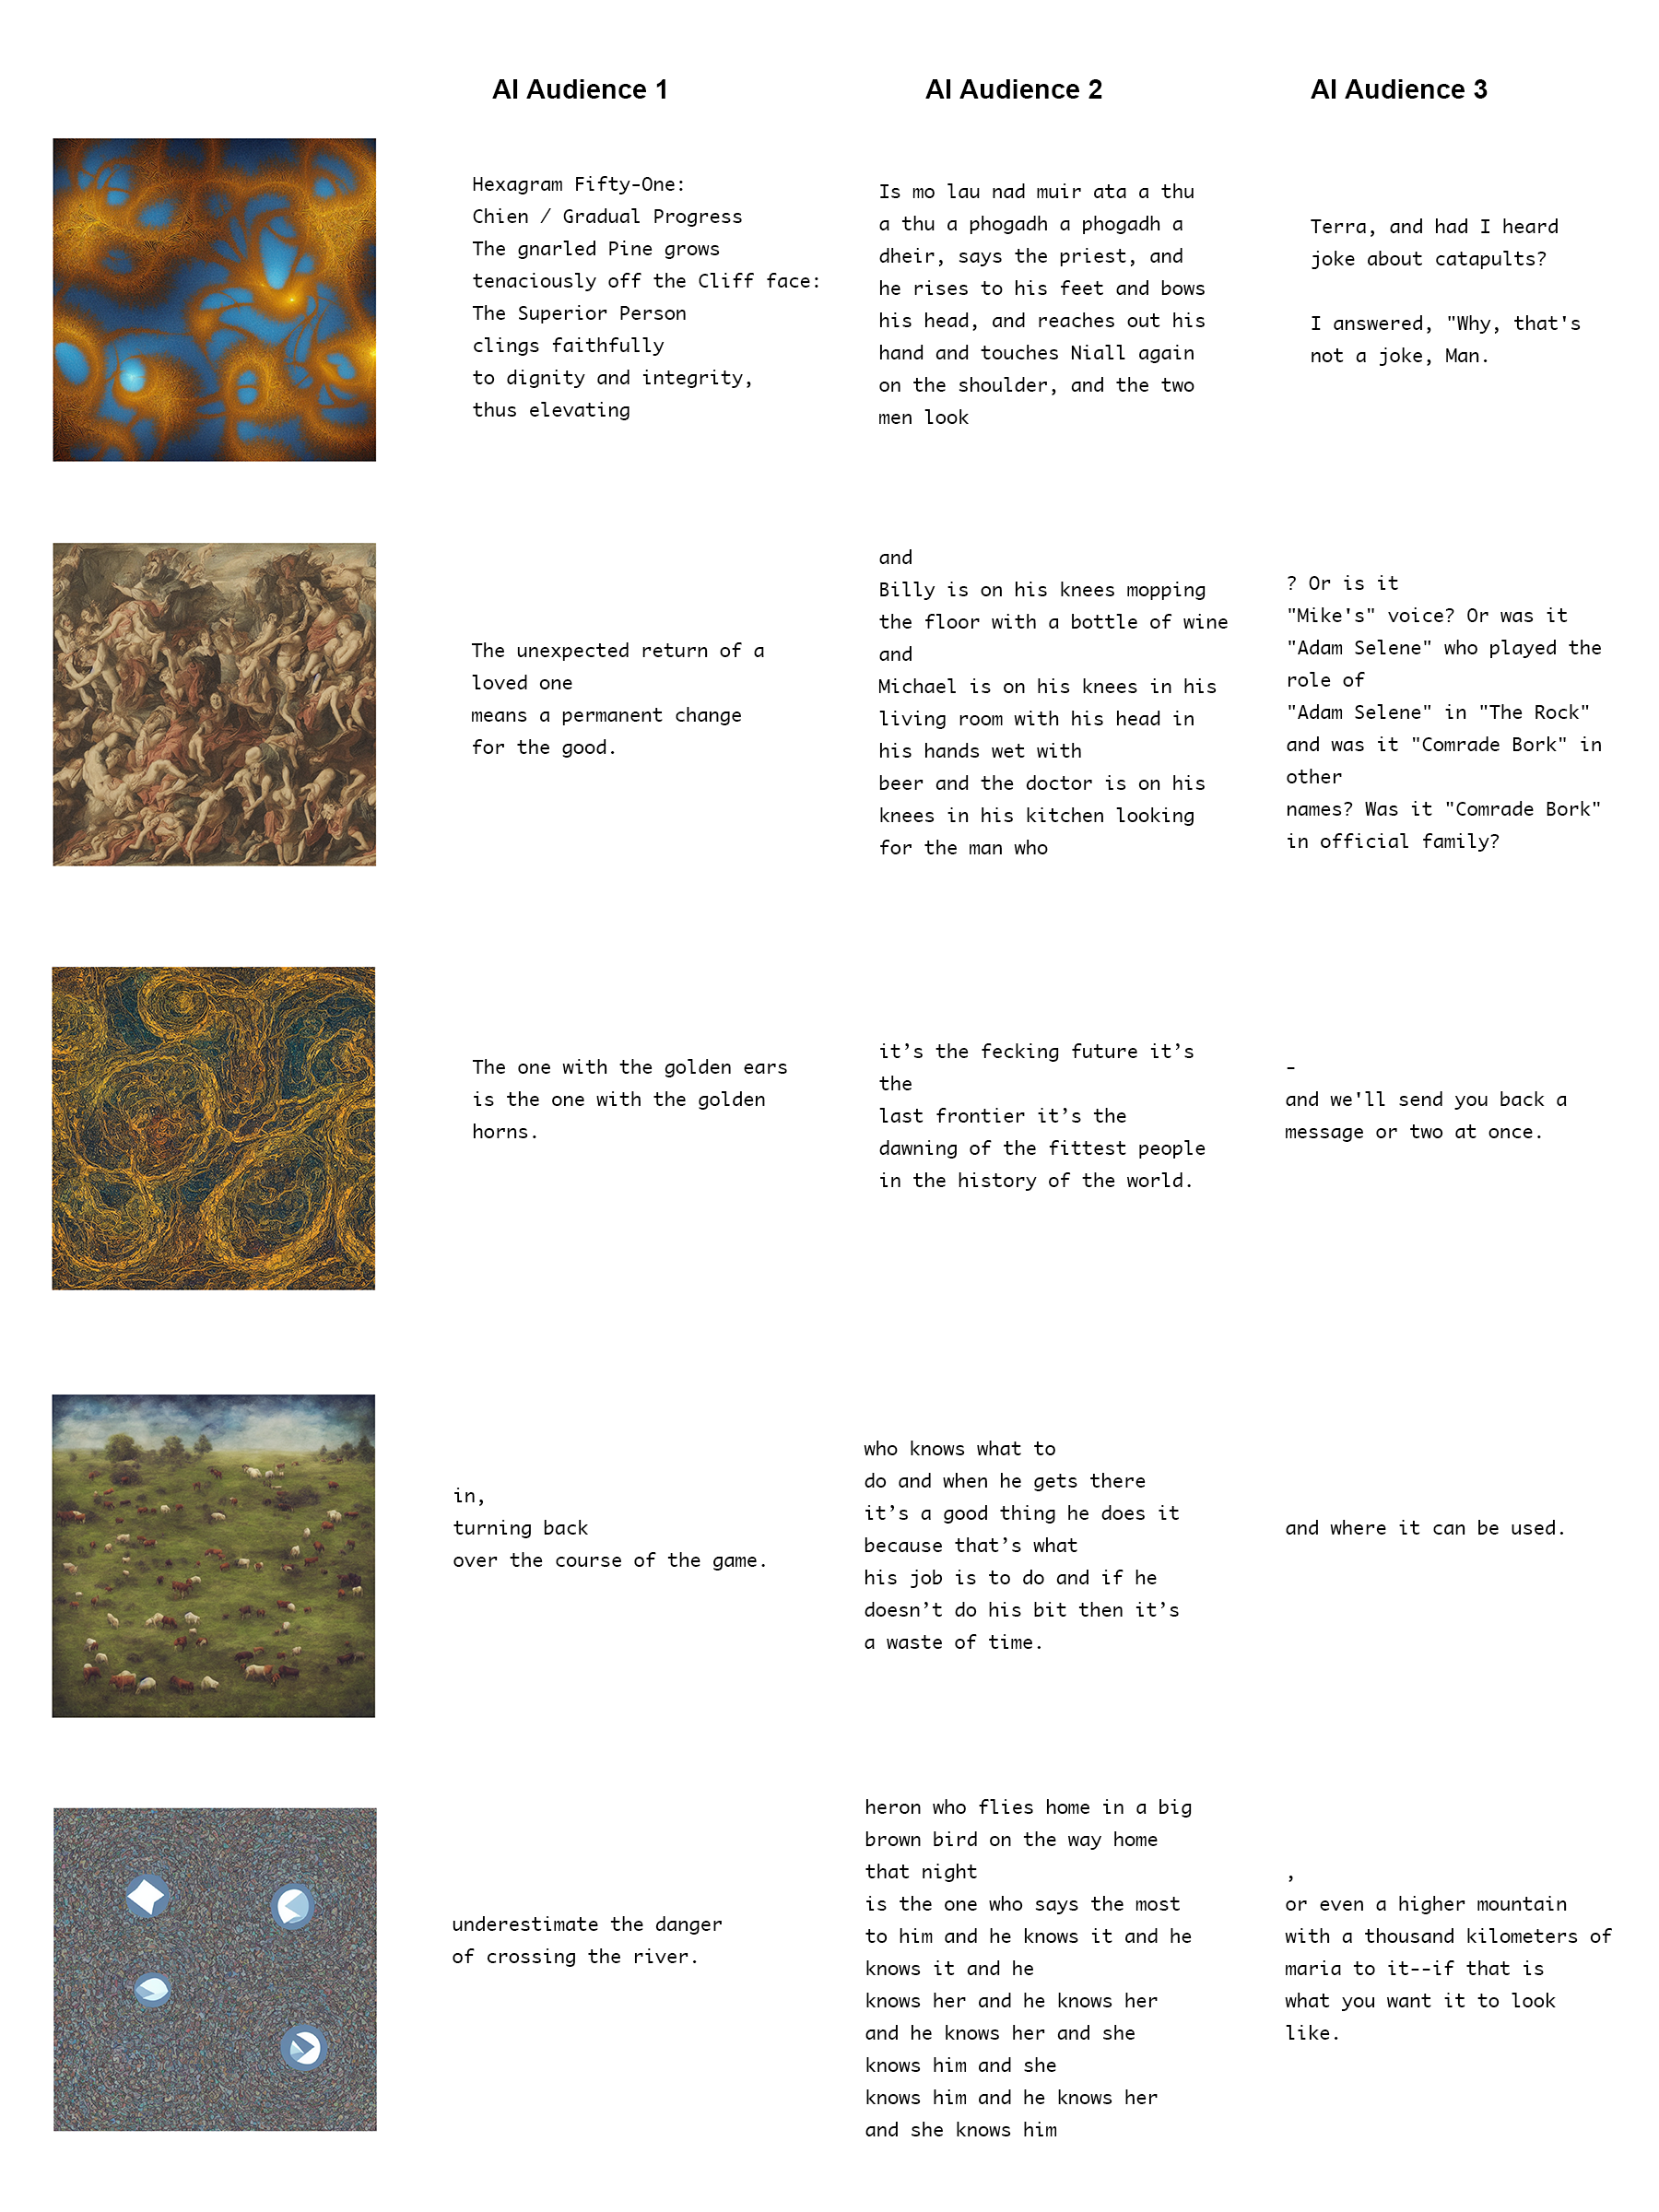 AI Audience 1
AI Audience 2
AI Audience 3
Hexagram Fifty-One:
Chien / Gradual Progress
The gnarled Pine grows
tenaciously off the Cliff face:
The Superior Person
clings faithfully
to dignity and integrity,
thus elevating
Is mo lau nad muir ata a thu
a thu a phogadh a phogadh a
dheir, says the priest, and
he rises to his feet and bows
his head, and reaches out his
hand and touches Niall again
on the shoulder, and the two
men look
Terra, and had I heard
joke about catapults?
I answered, "Why, that's
not a joke, Man.
The unexpected return of a
loved one
means a permanent change
for the good.
and
Billy is on his knees mopping
the floor with a bottle of wine
and
Michael is on his knees in his
living room with his head in
his hands wet with
beer and the doctor is on his
knees in his kitchen looking
for the man who
? Or is it
"Mike's" voice? Or was it
"Adam Selene" who played the
role of
"Adam Selene" in "The Rock"
and was it "Comrade Bork" in
other
names? Was it "Comrade Bork"
in official family?
The one with the golden ears
is the one with the golden
horns.
it’s the fecking future it’s
the
last frontier it’s the
dawning of the fittest people
in the history of the world.
-
and we'll send you back a
message or two at once.
in,
turning back
over the course of the game.
who knows what to
do and when he gets there
it’s a good thing he does it
because that’s what
his job is to do and if he
doesn’t do his bit then it’s
a waste of time.
and where it can be used.
underestimate the danger
of crossing the river.
heron who flies home in a big
brown bird on the way home
that night
is the one who says the most
to him and he knows it and he
knows it and he
knows her and he knows her
and he knows her and she
knows him and she
knows him and he knows her
and she knows him
,
or even a higher mountain
with a thousand kilometers of
maria to it--if that is
what you want it to look
like.